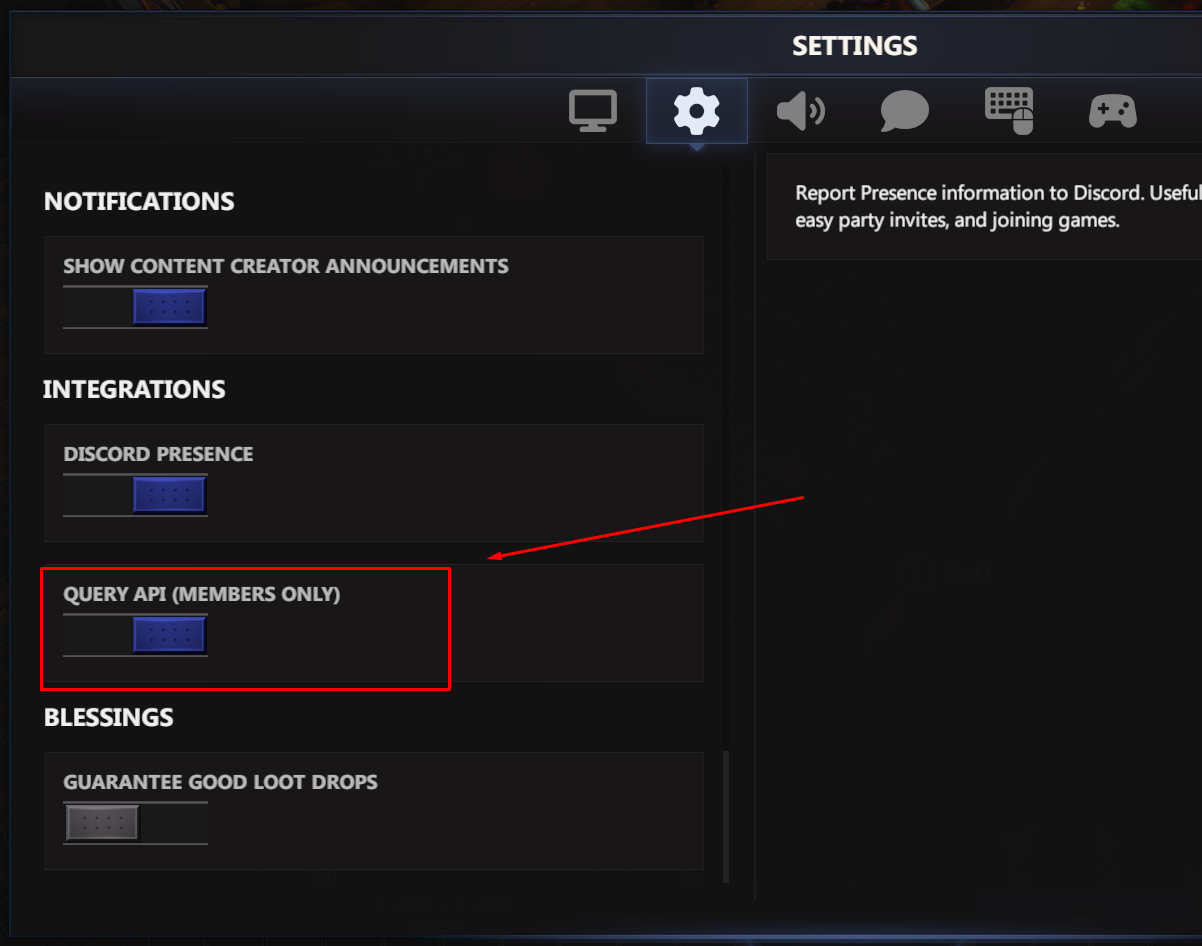 SETTINGS
NOTIFICATIONS
SHOW CONTENT CREATOR ANNOUNCEMENTS
INTEGRATIONS
DISCORD PRESENCE
QUERY API (MEMBERS ONLY)
BLESSINGS
GUARANTEE GOOD LOOT DROPS
Report Presence information to Discord. Useful
easy party invites, and joining games.